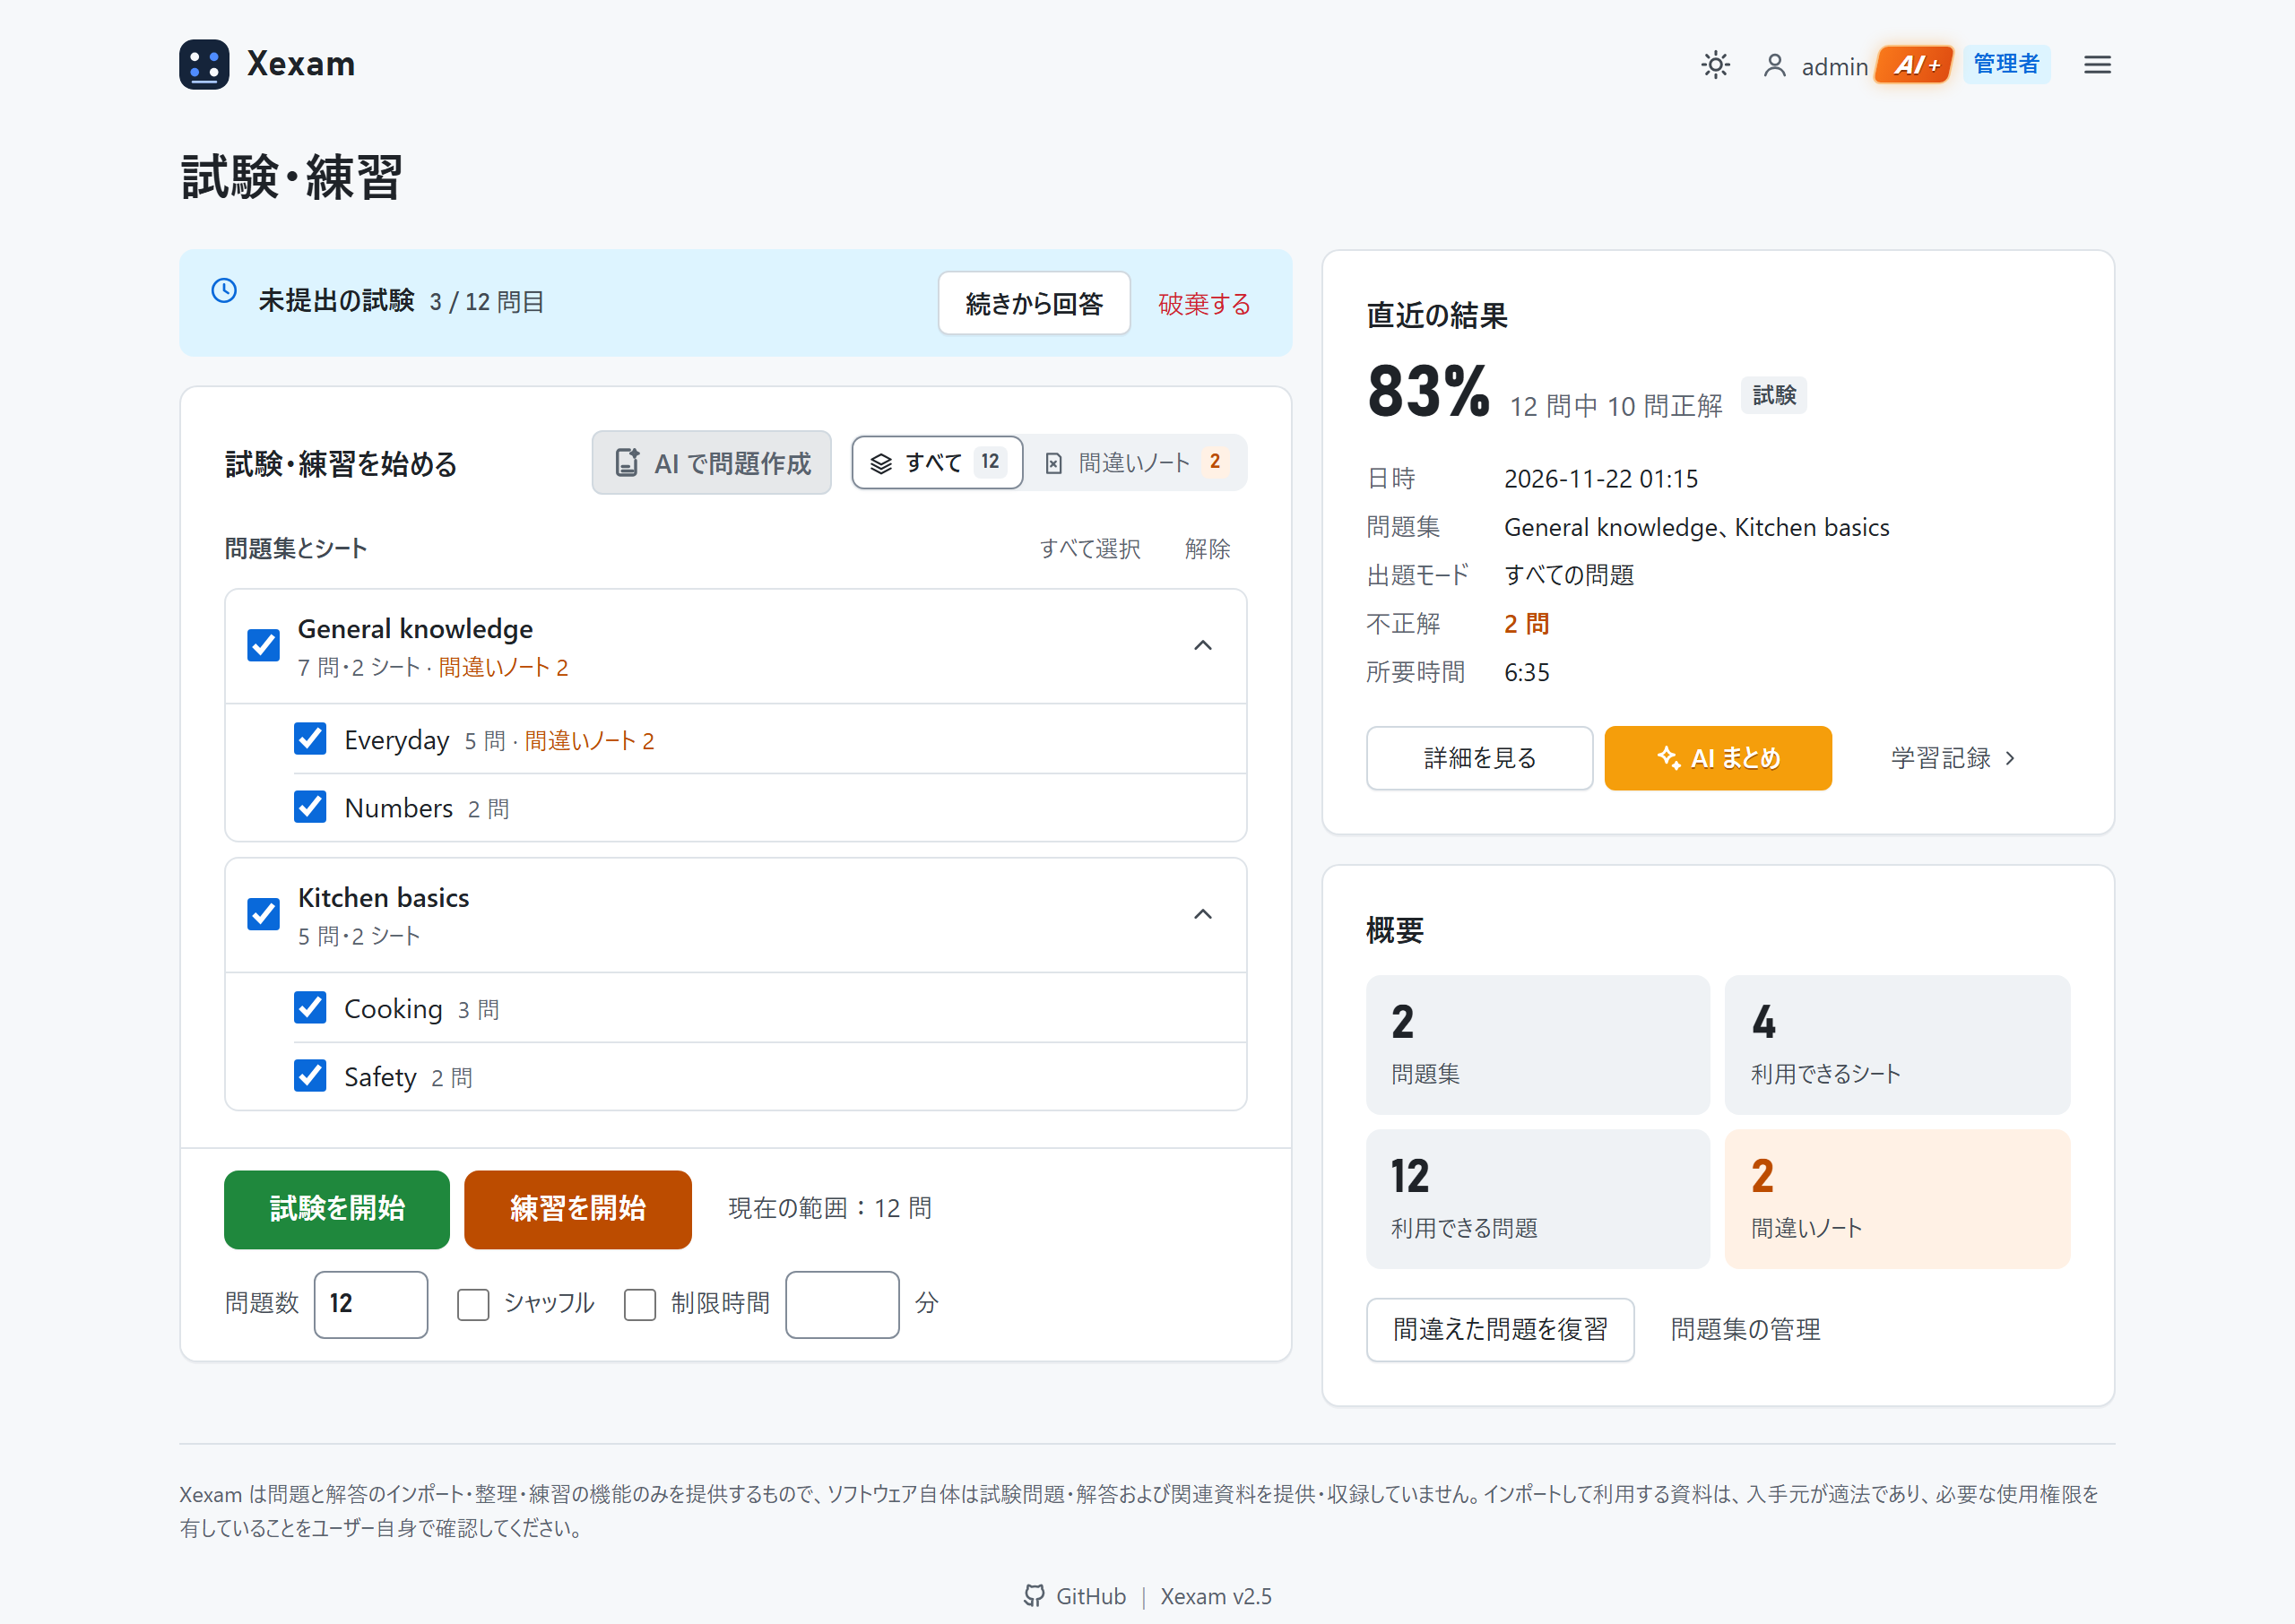 Xexam
admin AI+ 管理者
試験・練習
未提出の試験 3 / 12 問目
続きから回答 破棄する
試験・練習を始める
AI で問題作成
すべて 12 間違いノート 2
問題集とシート
すべて選択 解除
General knowledge
7 問・2 シート · 間違いノート 2
Everyday 5 問 · 間違いノート 2
Numbers 2 問
Kitchen basics
5 問・2 シート
Cooking 3 問
Safety 2 問
試験を開始 練習を開始 現在の範囲：12 問
問題数 12 シャッフル 制限時間 分
直近の結果
83% 12 問中 10 問正解 試験
日時 2026-11-22 01:15
問題集 General knowledge、Kitchen basics
出題モード すべての問題
不正解 2 問
所要時間 6:35
詳細を見る AI まとめ 学習記録
概要
2
問題集
4
利用できるシート
12
利用できる問題
2
間違いノート
間違えた問題を復習 問題集の管理
Xexam は問題と解答のインポート・整理・練習の機能のみを提供するもので、ソフトウェア自体は試験問題・解答および関連資料を提供・収録していません。インポートして利用する資料は、入手元が適法であり、必要な使用権限を
有していることをユーザー自身で確認してください。
GitHub | Xexam v2.5